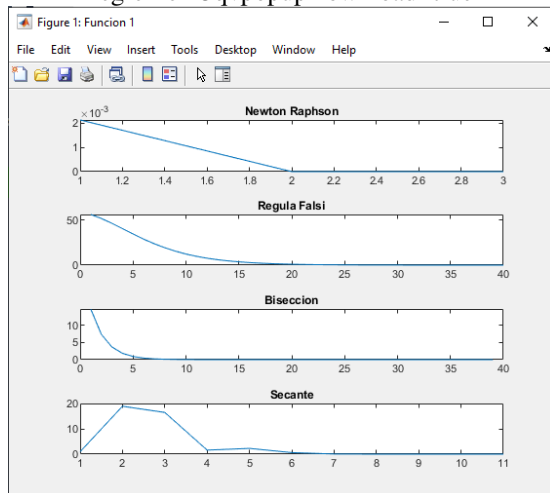 Figure 1: Funcion 1
File Edit View Insert Tools Desktop Window Help
×10-3
Newton Raphson
2
1
0
1 1.2 1.4 1.6 1.8 2 2.2 2.4 2.6 2.8 3
Regula Falsi
50
0
0 5 10 15 20 25 30 35 40
Biseccion
10
5
0
0 5 10 15 20 25 30 35 40
Secante
20
10
0
1 2 3 4 5 6 7 8 9 10 11